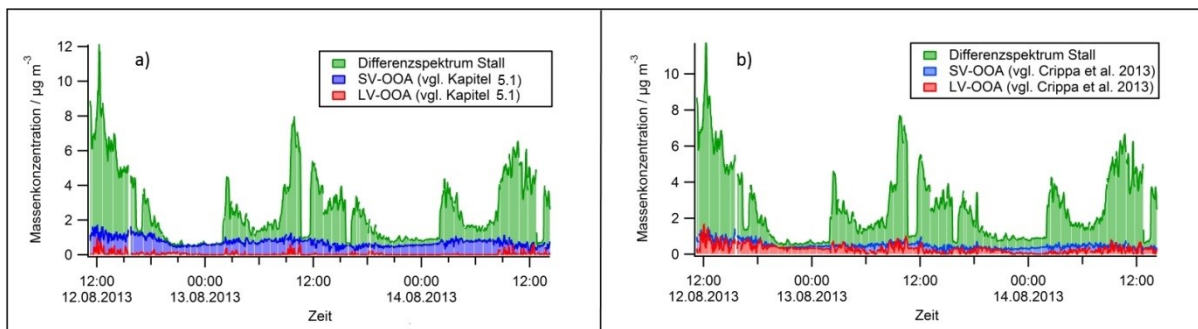 a)
Differenzspektrum Stall
SV-OOA (vgl. Kapitel 5.1)
LV-OOA (vgl. Kapitel 5.1)
Massenkonzentration / µg m-3
12
10
8
6
4
2
0
12:00 00:00 12:00 00:00 12:00
12.08.2013 13.08.2013 14.08.2013
Zeit
b)
Differenzspektrum Stall
SV-OOA (vgl. Crippa et al. 2013)
LV-OOA (vgl. Crippa et al. 2013)
Massenkonzentration / µg m-3
10
8
6
4
2
0
12:00 00:00 12:00 00:00 12:00
12.08.2013 13.08.2013 14.08.2013
Zeit